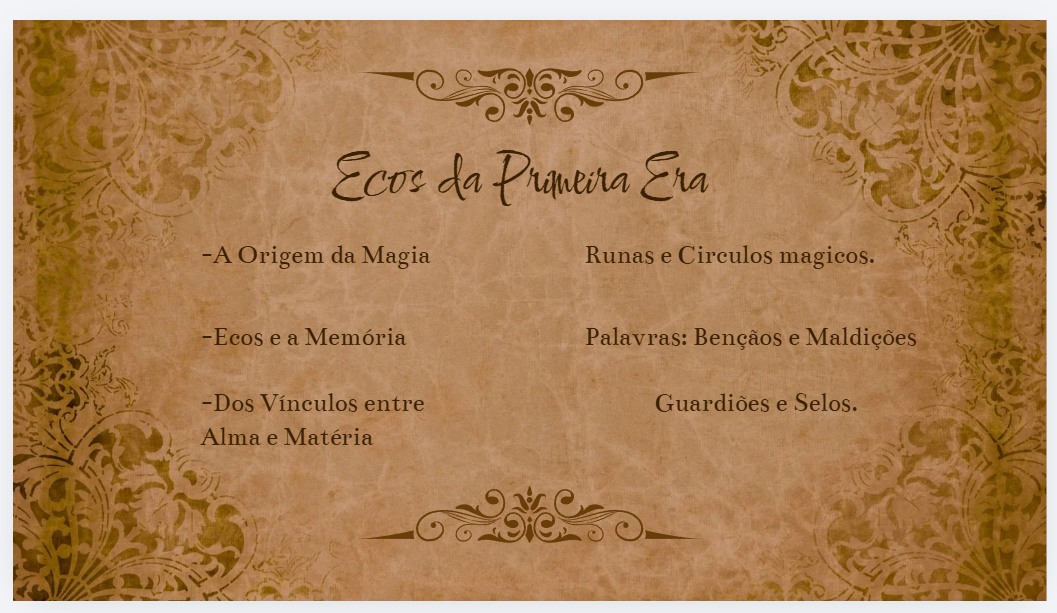 Ecos da Primeira Era
-A Origem da Magia
-Ecos e a Memória
-Dos Vínculos entre
Alma e Matéria
Runas e Circulos magicos.
Palavras: Bençãos e Maldições
Guardiões e Selos.